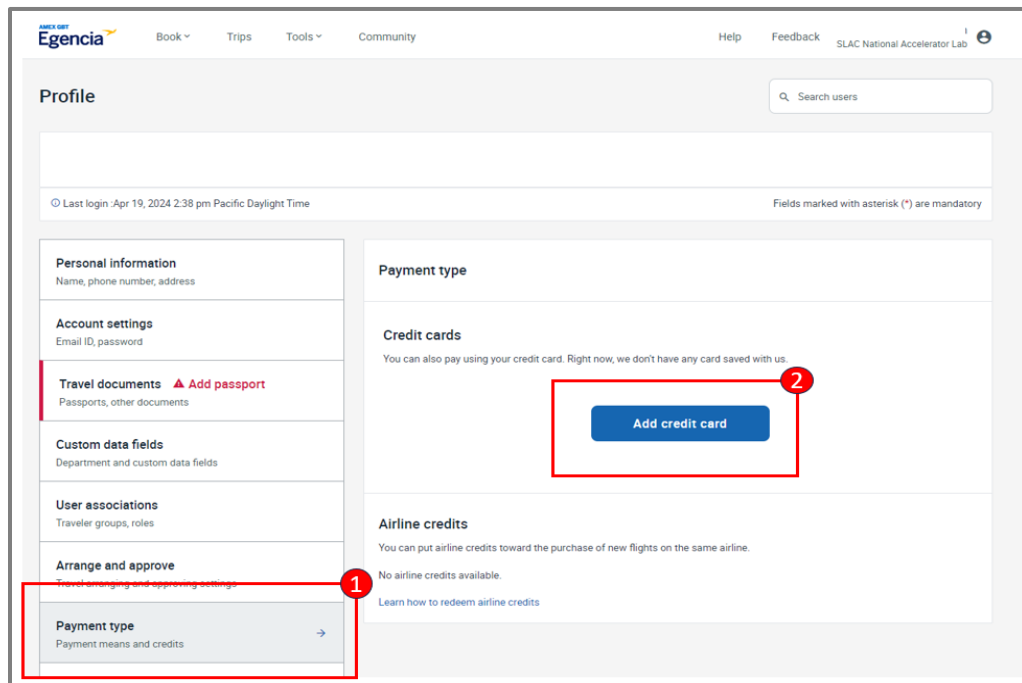 AMEX GBT
Egencia
Book Trips Tools Community Help Feedback SLAC National Accelerator Lab
Profile
Search users
Last login :Apr 19, 2024 2:38 pm Pacific Daylight Time
Fields marked with asterisk (*) are mandatory
Personal information
Name, phone number, address
Account settings
Email ID, password
Travel documents Add passport
Passports, other documents
Custom data fields
Department and custom data fields
User associations
Traveler groups, roles
Arrange and approve
Travel arranging and approving settings
1
Payment type
Payment means and credits
Payment type
Credit cards
You can also pay using your credit card. Right now, we don't have any card saved with us.
2
Add credit card
Airline credits
You can put airline credits toward the purchase of new flights on the same airline.
No airline credits available.
Learn how to redeem airline credits